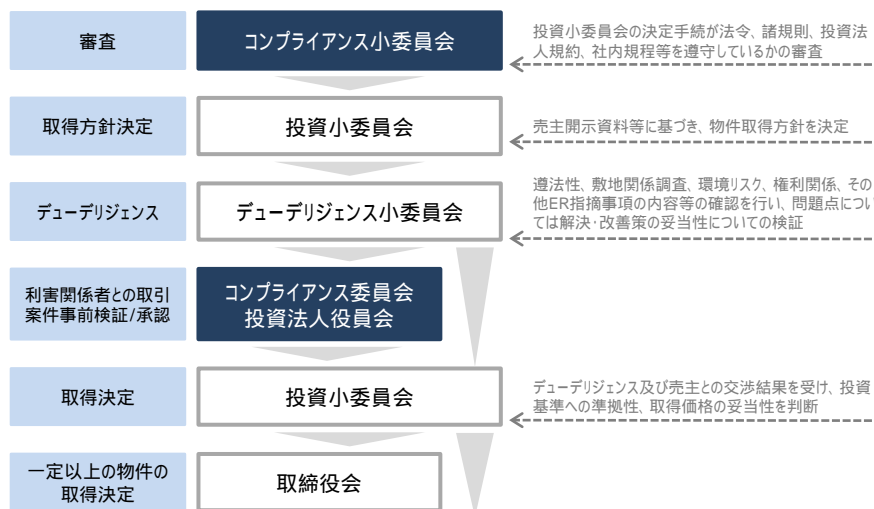 審査
コンプライアンス小委員会
投資小委員会の決定手続が法令、諸規則、投資法
人規約、社内規程等を遵守しているかの審査
取得方針決定
投資小委員会
売主開示資料等に基づき、物件取得方針を決定
デューデリジェンス
デューデリジェンス小委員会
遵法性、敷地関係調査、環境リスク、権利関係、その
他ER指摘事項の内容等の確認を行い、問題点につい
ては解決・改善策の妥当性についての検証
利害関係者との取引
案件事前検証/承認
コンプライアンス委員会
投資法人役員会
取得決定
投資小委員会
デューデリジェンス及び売主との交渉結果を受け、投資
基準への準拠性、取得価格の妥当性を判断
一定以上の物件の
取得決定
取締役会